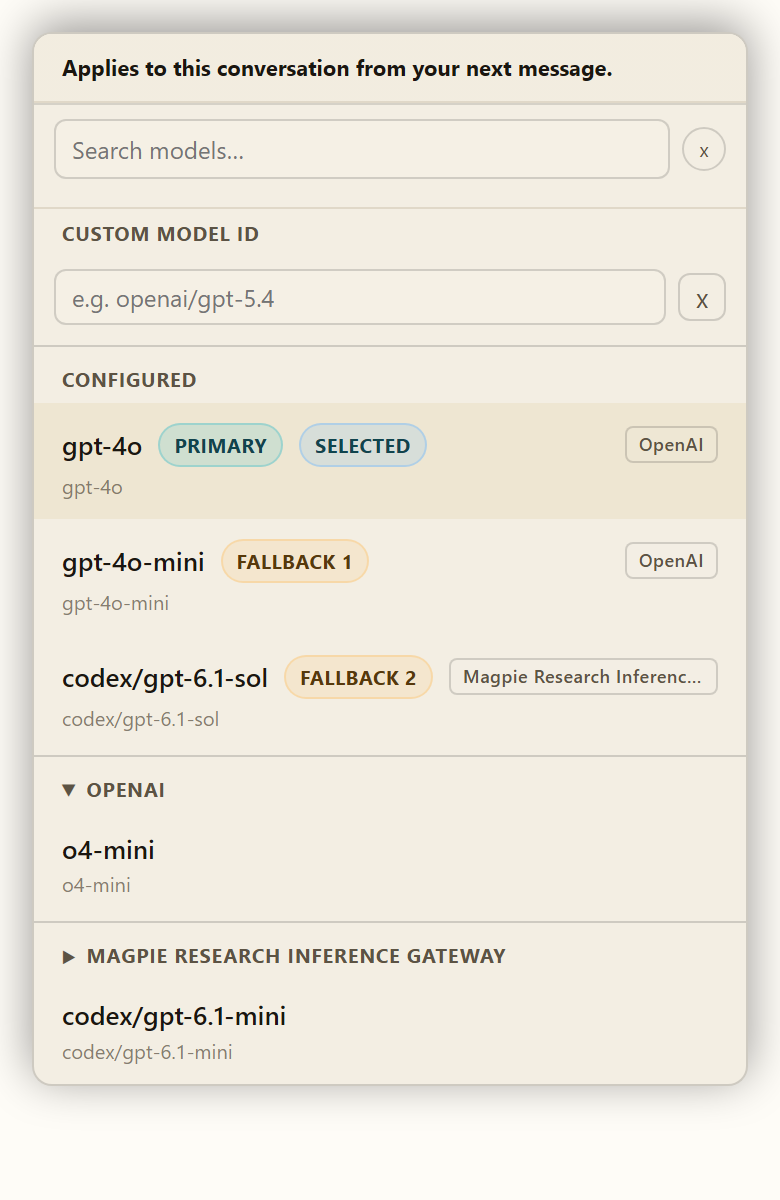 Applies to this conversation from your next message.
Search models...
x
CUSTOM MODEL ID
e.g. openai/gpt-5.4
x
CONFIGURED
gpt-4o PRIMARY SELECTED OpenAI
gpt-4o
gpt-4o-mini FALLBACK 1 OpenAI
gpt-4o-mini
codex/gpt-6.1-sol FALLBACK 2 Magpie Research Inferenc...
codex/gpt-6.1-sol
▼ OPENAI
o4-mini
o4-mini
▶ MAGPIE RESEARCH INFERENCE GATEWAY
codex/gpt-6.1-mini
codex/gpt-6.1-mini